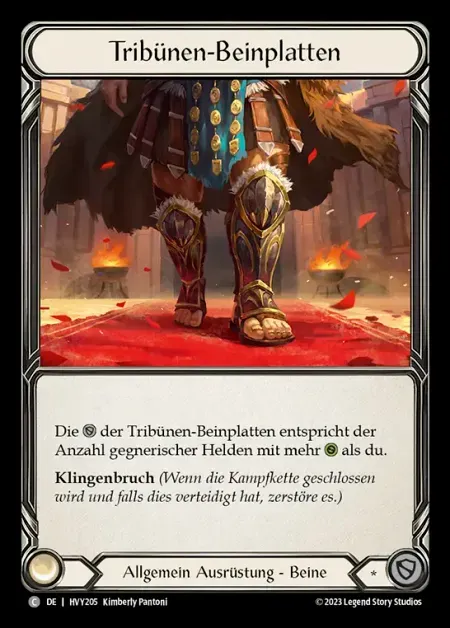 Tribünen-Beinplatten
Die der Tribünen-Beinplatten entspricht der
Anzahl gegnerischer Helden mit mehr als du.
Klingenbruch (Wenn die Kampfkette geschlossen
wird und falls dies verteidigt hat, zerstöre es.)
Allgemein Ausrüstung - Beine
*
C DE | HVY205 Kimberly Pantoni
© 2023 Legend Story Studios